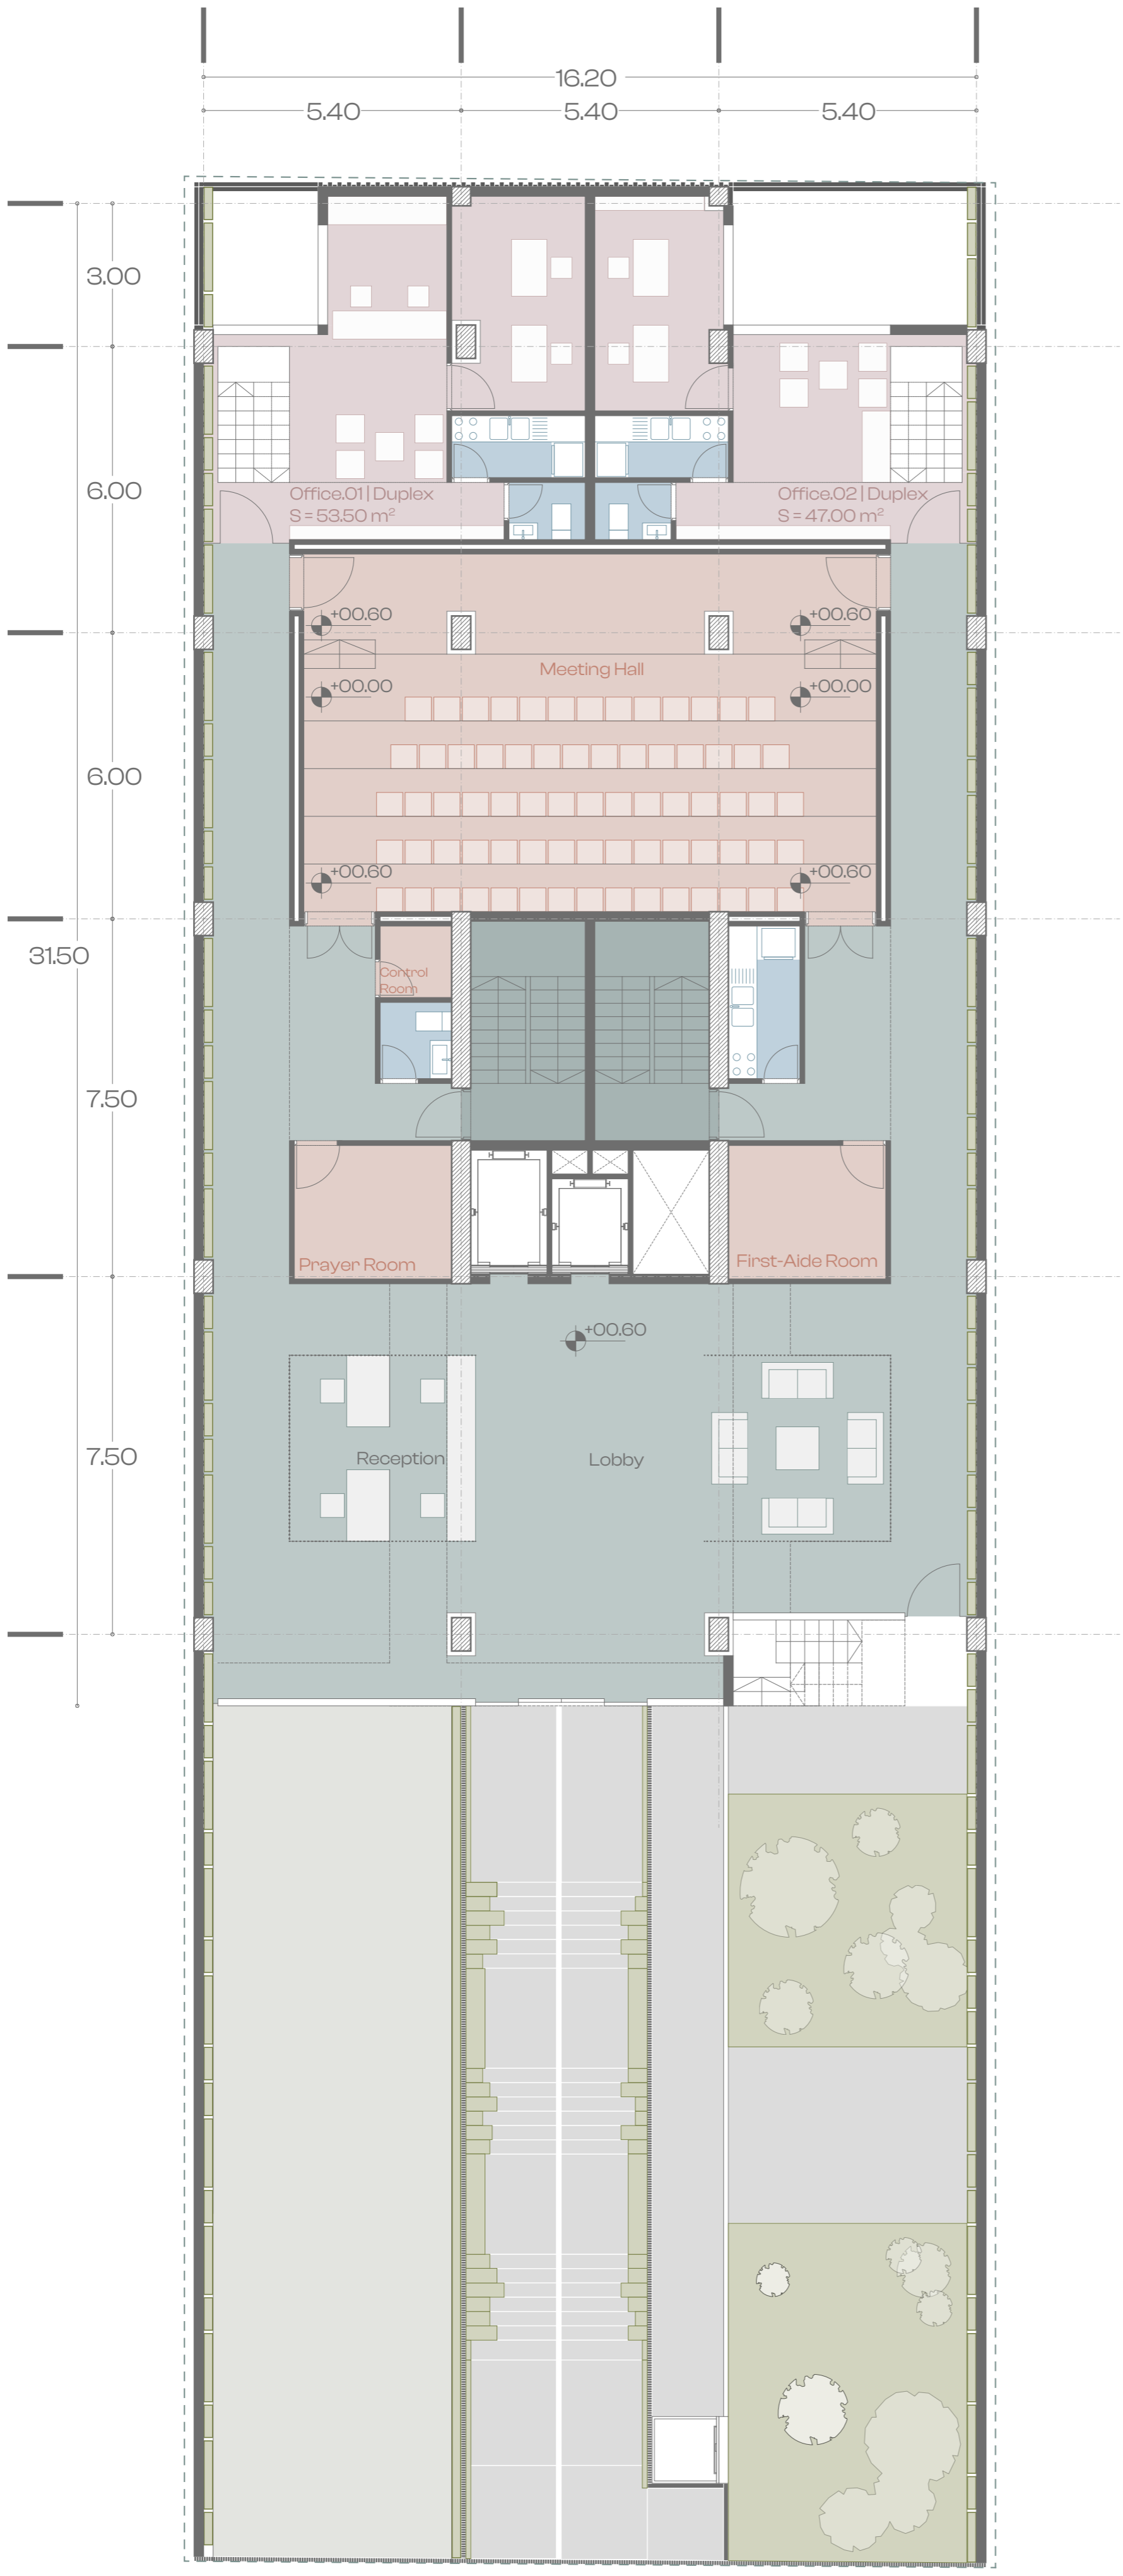 16.20
5.40
5.40
5.40
3.00
6.00
Office.01 | Duplex
S = 53.50 m²
Office.02 | Duplex
S = 47.00 m²
+00.60
+00.60
Meeting Hall
+00.00
+00.00
6.00
+00.60
+00.60
31.50
Control
Room
7.50
Prayer Room
First-Aide Room
+00.60
7.50
Reception
Lobby